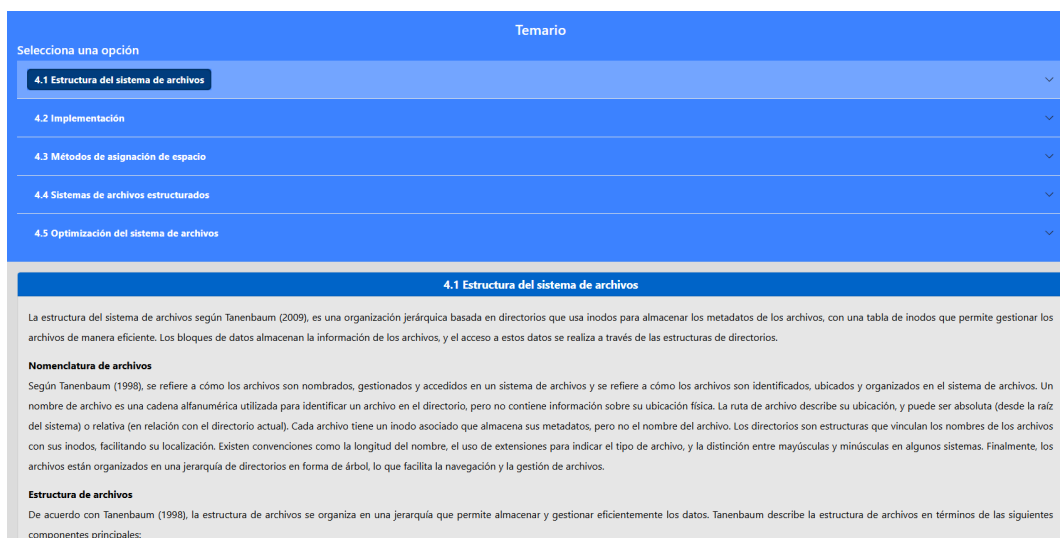 Temario
Selecciona una opción
4.1 Estructura del sistema de archivos
4.2 Implementación
4.3 Métodos de asignación de espacio
4.4 Sistemas de archivos estructurados
4.5 Optimización del sistema de archivos
4.1 Estructura del sistema de archivos
La estructura del sistema de archivos según Tanenbaum (2009), es una organización jerárquica basada en directorios que usa inodos para almacenar los metadatos de los archivos, con una tabla de inodos que permite gestionar los
archivos de manera eficiente. Los bloques de datos almacenan la información de los archivos, y el acceso a estos datos se realiza a través de las estructuras de directorios.
Nomenclatura de archivos
Según Tanenbaum (1998), se refiere a cómo los archivos son nombrados, gestionados y accedidos en un sistema de archivos y se refiere a cómo los archivos son identificados, ubicados y organizados en el sistema de archivos. Un
nombre de archivo es una cadena alfanumérica utilizada para identificar un archivo en el directorio, pero no contiene información sobre su ubicación física. La ruta de archivo describe su ubicación, y puede ser absoluta (desde la raíz
del sistema) o relativa (en relación con el directorio actual). Cada archivo tiene un inodo asociado que almacena sus metadatos, pero no el nombre del archivo. Los directorios son estructuras que vinculan los nombres de los archivos
con sus inodos, facilitando su localización. Existen convenciones como la longitud del nombre, el uso de extensiones para indicar el tipo de archivo, y la distinción entre mayúsculas y minúsculas en algunos sistemas. Finalmente, los
archivos están organizados en una jerarquía de directorios en forma de árbol, lo que facilita la navegación y la gestión de archivos.
Estructura de archivos
De acuerdo con Tanenbaum (1998), la estructura de archivos se organiza en una jerarquía que permite almacenar y gestionar eficientemente los datos. Tanenbaum describe la estructura de archivos en términos de las siguientes
componentes principales: